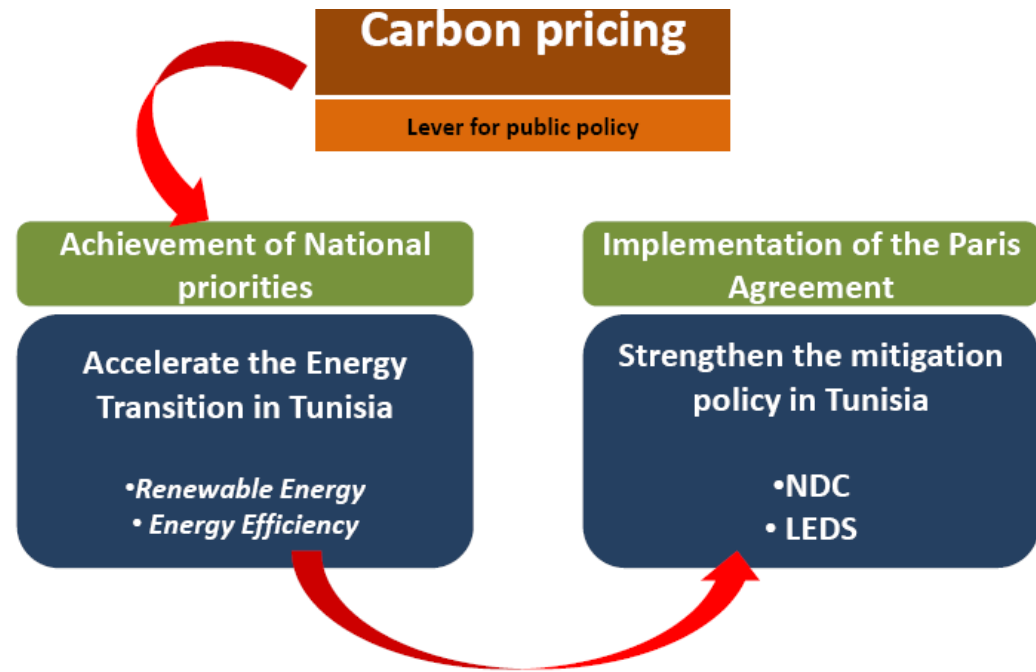 Carbon pricing
Lever for public policy
Achievement of National
priorities
Accelerate the Energy
Transition in Tunisia
•Renewable Energy
• Energy Efficiency
Implementation of the Paris
Agreement
Strengthen the mitigation
policy in Tunisia
•NDC
• LEDS